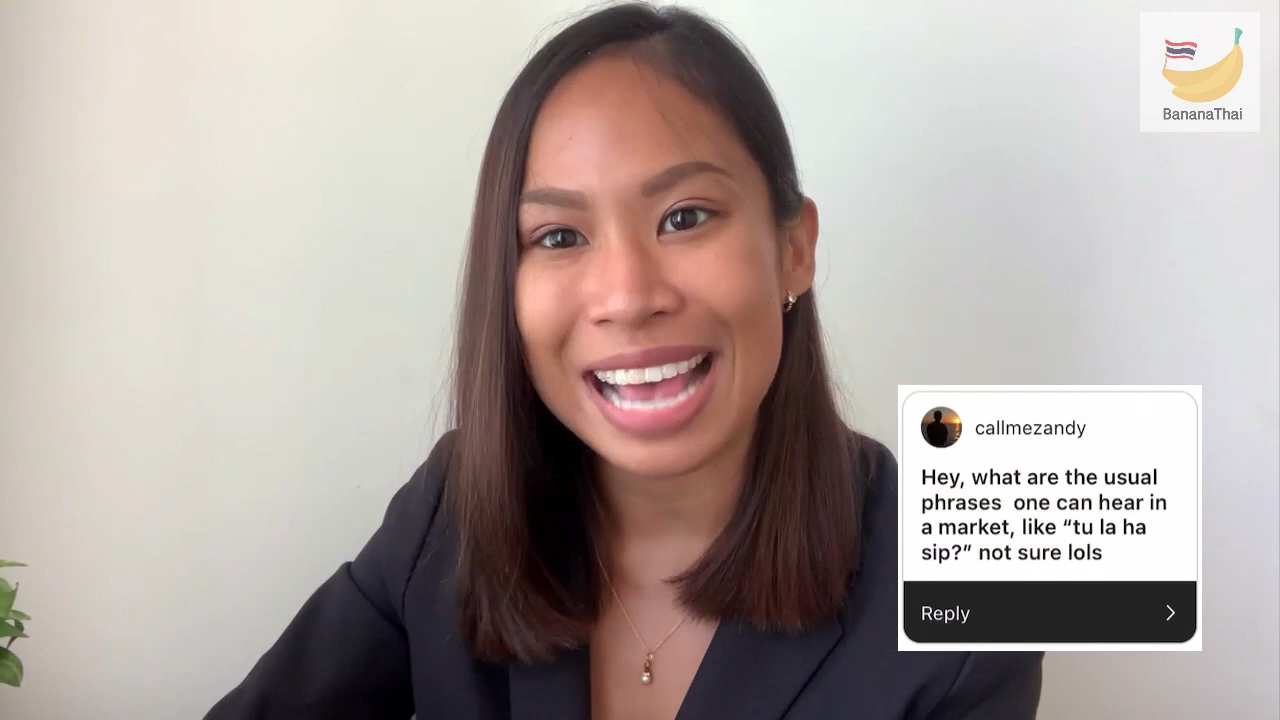 BananaThai
callmezandy
Hey, what are the usual
phrases one can hear in
a market, like “tu la ha
sip?” not sure lols
Reply